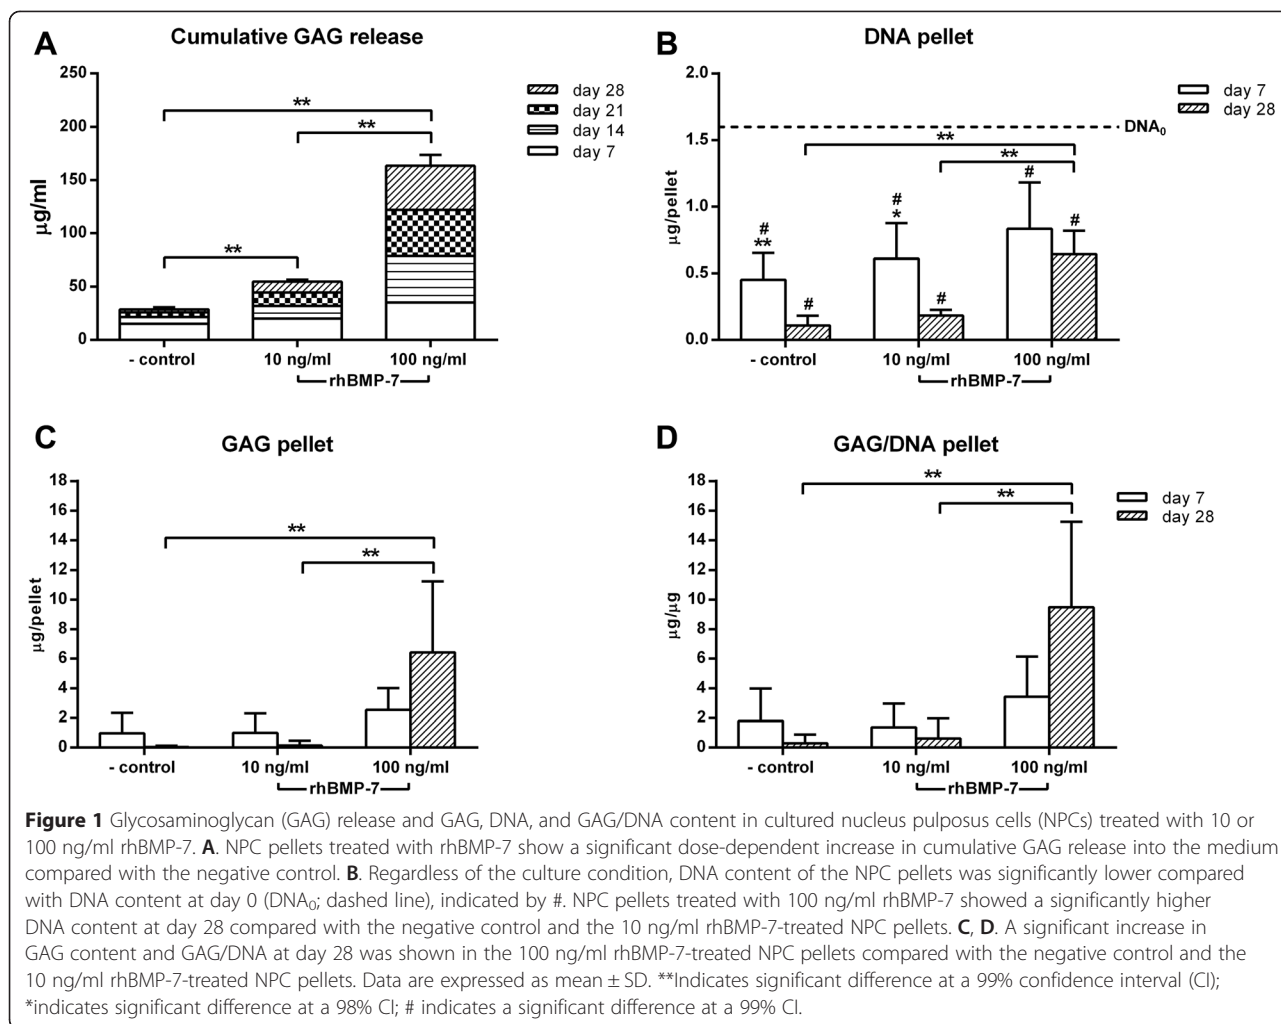 A
Cumulative GAG release
250
200
150
100
50
0
µg/ml
**
**
**
day 28
day 21
day 14
day 7
- control
10 ng/ml
100 ng/ml
rhBMP-7
B
DNA pellet
2.0
1.5
1.0
0.5
0.0
µg/pellet
day 7
day 28
DNA0
**
**
#
**
#
#
*
#
#
#
- control
10 ng/ml
100 ng/ml
rhBMP-7
C
GAG pellet
18
16
14
12
10
8
6
4
2
0
µg/pellet
**
**
- control
10 ng/ml
100 ng/ml
rhBMP-7
D
GAG/DNA pellet
18
16
14
12
10
8
6
4
2
0
µg/µg
**
**
day 7
day 28
- control
10 ng/ml
100 ng/ml
rhBMP-7
Figure 1 Glycosaminoglycan (GAG) release and GAG, DNA, and GAG/DNA content in cultured nucleus pulposus cells (NPCs) treated with 10 or
100 ng/ml rhBMP-7. A. NPC pellets treated with rhBMP-7 show a significant dose-dependent increase in cumulative GAG release into the medium
compared with the negative control. B. Regardless of the culture condition, DNA content of the NPC pellets was significantly lower compared
with DNA content at day 0 (DNA0; dashed line), indicated by #. NPC pellets treated with 100 ng/ml rhBMP-7 showed a significantly higher
DNA content at day 28 compared with the negative control and the 10 ng/ml rhBMP-7-treated NPC pellets. C, D. A significant increase in
GAG content and GAG/DNA at day 28 was shown in the 100 ng/ml rhBMP-7-treated NPC pellets compared with the negative control and the
10 ng/ml rhBMP-7-treated NPC pellets. Data are expressed as mean ± SD. **Indicates significant difference at a 99% confidence interval (CI);
*indicates significant difference at a 98% CI; # indicates a significant difference at a 99% CI.